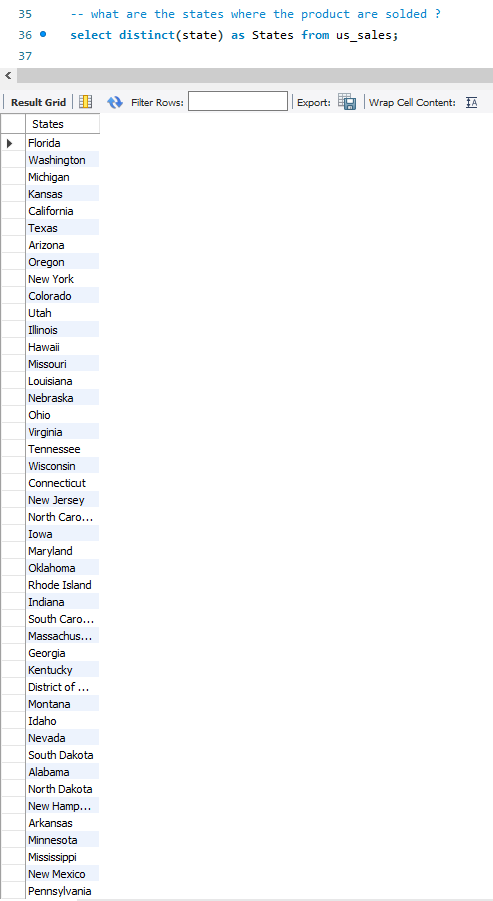 35 -- what are the states where the product are solded ?
36 select distinct(state) as States from us_sales;
37
Result Grid Filter Rows: Export: Wrap Cell Content:
States
Florida
Washington
Michigan
Kansas
California
Texas
Arizona
Oregon
New York
Colorado
Utah
Illinois
Hawaii
Missouri
Louisiana
Nebraska
Ohio
Virginia
Tennessee
Wisconsin
Connecticut
New Jersey
North Caro...
Iowa
Maryland
Oklahoma
Rhode Island
Indiana
South Caro...
Massachus...
Georgia
Kentucky
District of ...
Montana
Idaho
Nevada
South Dakota
Alabama
North Dakota
New Hamp...
Arkansas
Minnesota
Mississippi
New Mexico
Pennsylvania